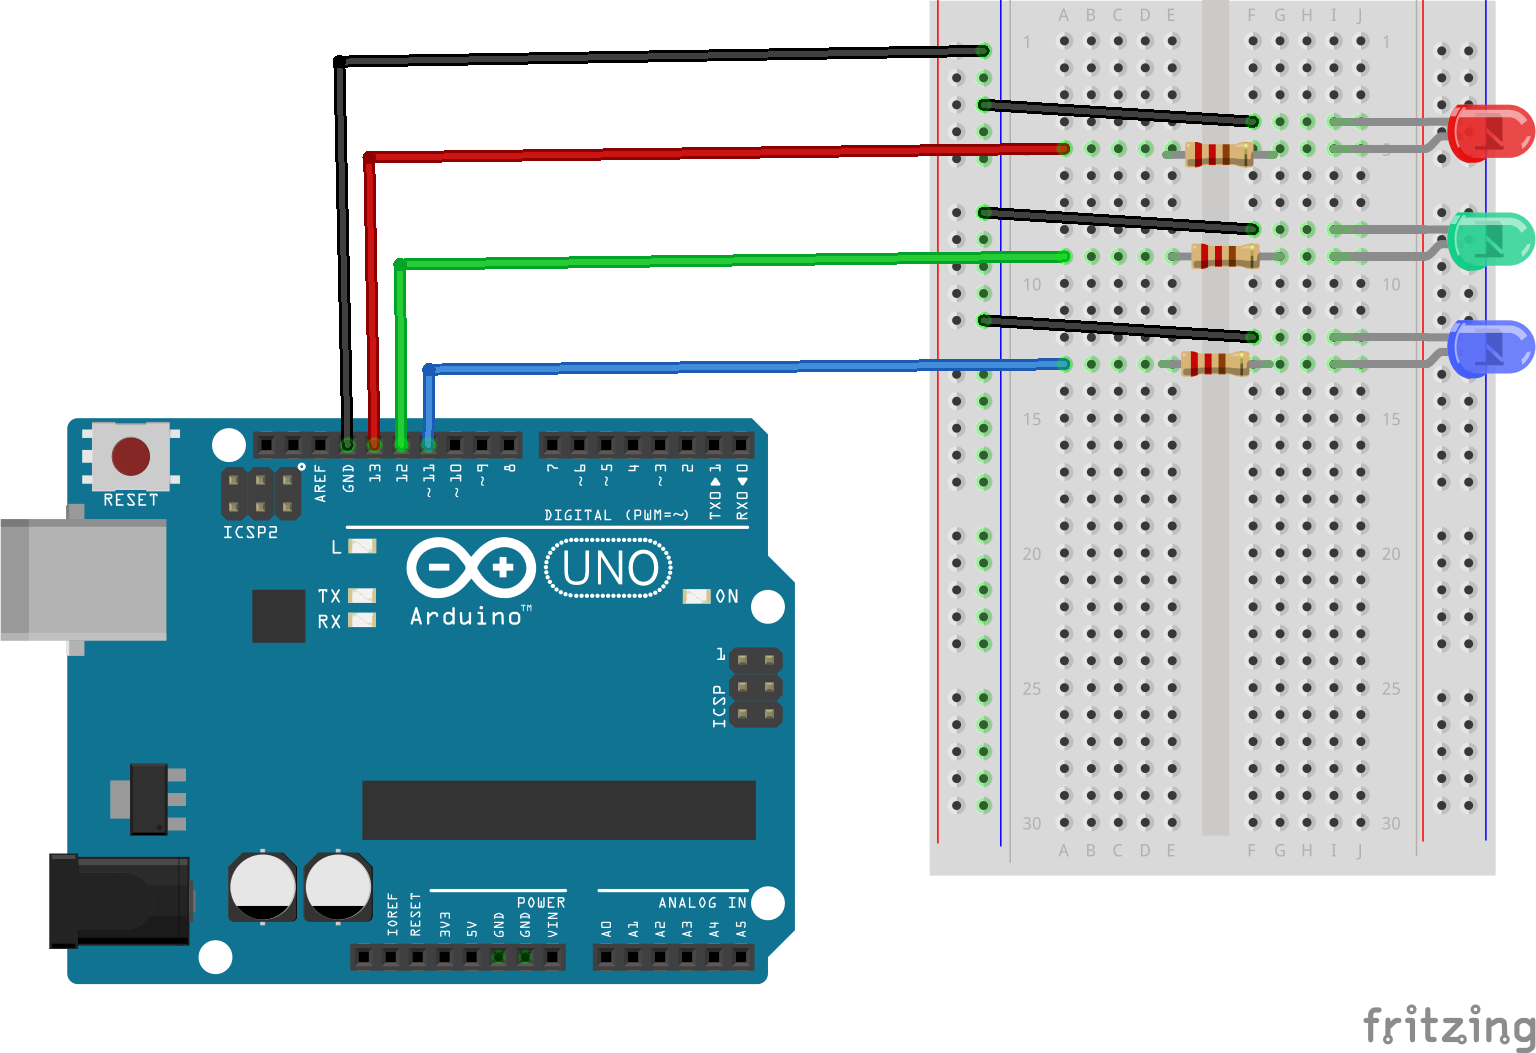 A B C D E F G H I J
1 1
5
10 10
15 15
20 20
25 25
30 30
A B C D E F G H I J
RESET
ICSP2
AREF
GND
13
12
~11
~10
~9
8
7
~6
~5
4
~3
2
TX0▶1
RX0◀0
DIGITAL (PWM=~)
L
TX
RX
UNO
Arduino™
ON
1
ICSP
IOREF
RESET
3V3
5V
GND
GND
VIN
POWER
ANALOG IN
A0
A1
A2
A3
A4
A5
fritzing